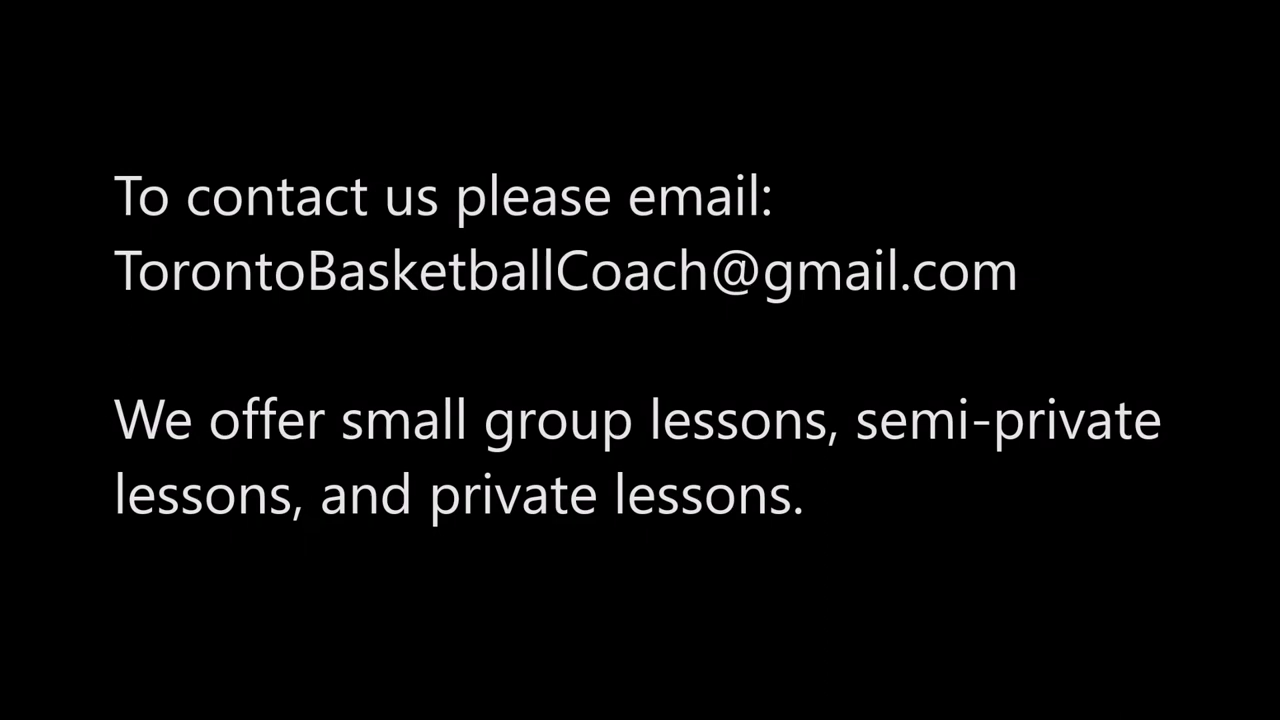 To contact us please email:
TorontoBasketballCoach@gmail.com
We offer small group lessons, semi-private
lessons, and private lessons.